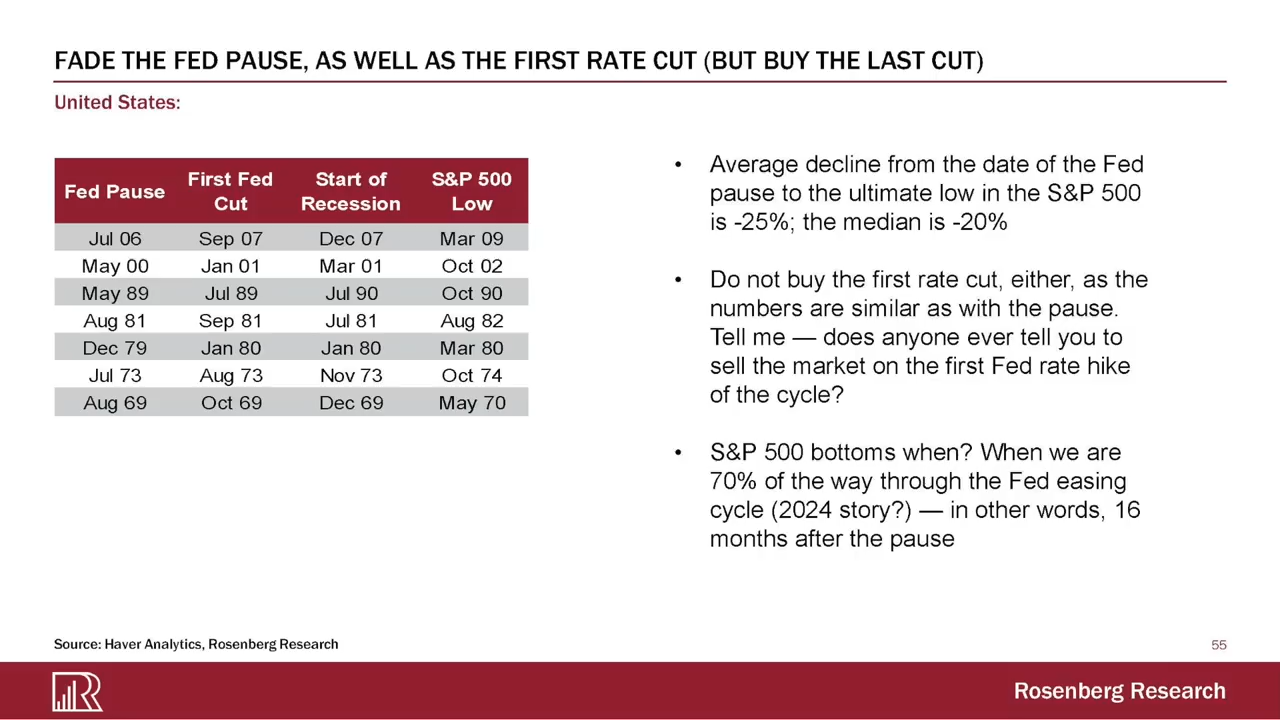 FADE THE FED PAUSE, AS WELL AS THE FIRST RATE CUT (BUT BUY THE LAST CUT)
United States:
Fed Pause First Fed Cut Start of Recession S&P 500 Low
Jul 06 Sep 07 Dec 07 Mar 09
May 00 Jan 01 Mar 01 Oct 02
May 89 Jul 89 Jul 90 Oct 90
Aug 81 Sep 81 Jul 81 Aug 82
Dec 79 Jan 80 Jan 80 Mar 80
Jul 73 Aug 73 Nov 73 Oct 74
Aug 69 Oct 69 Dec 69 May 70
• Average decline from the date of the Fed
pause to the ultimate low in the S&P 500
is -25%; the median is -20%
• Do not buy the first rate cut, either, as the
numbers are similar as with the pause.
Tell me — does anyone ever tell you to
sell the market on the first Fed rate hike
of the cycle?
• S&P 500 bottoms when? When we are
70% of the way through the Fed easing
cycle (2024 story?) — in other words, 16
months after the pause
Source: Haver Analytics, Rosenberg Research
55
R
Rosenberg Research